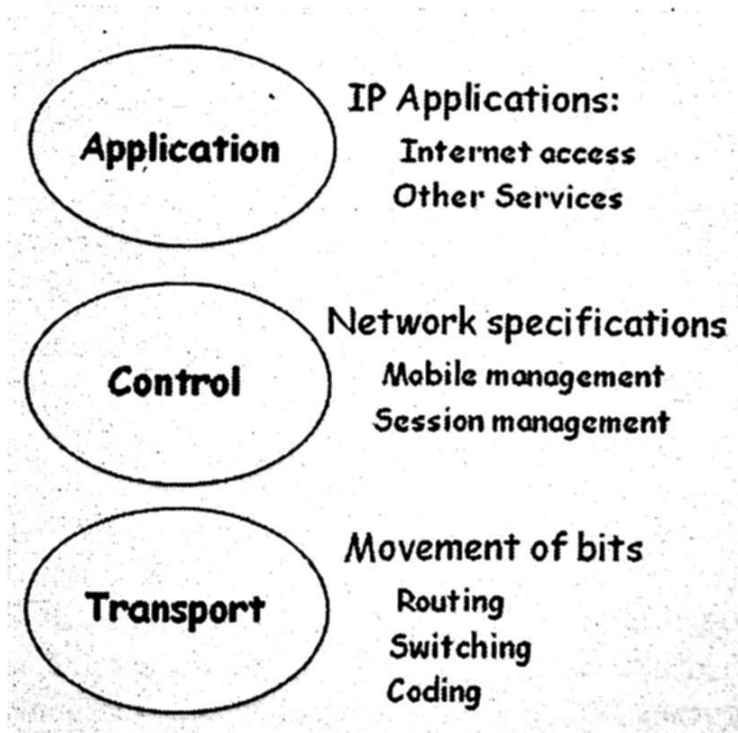 Application
IP Applications:
Internet access
Other Services
Control
Network specifications
Mobile management
Session management
Transport
Movement of bits
Routing
Switching
Coding